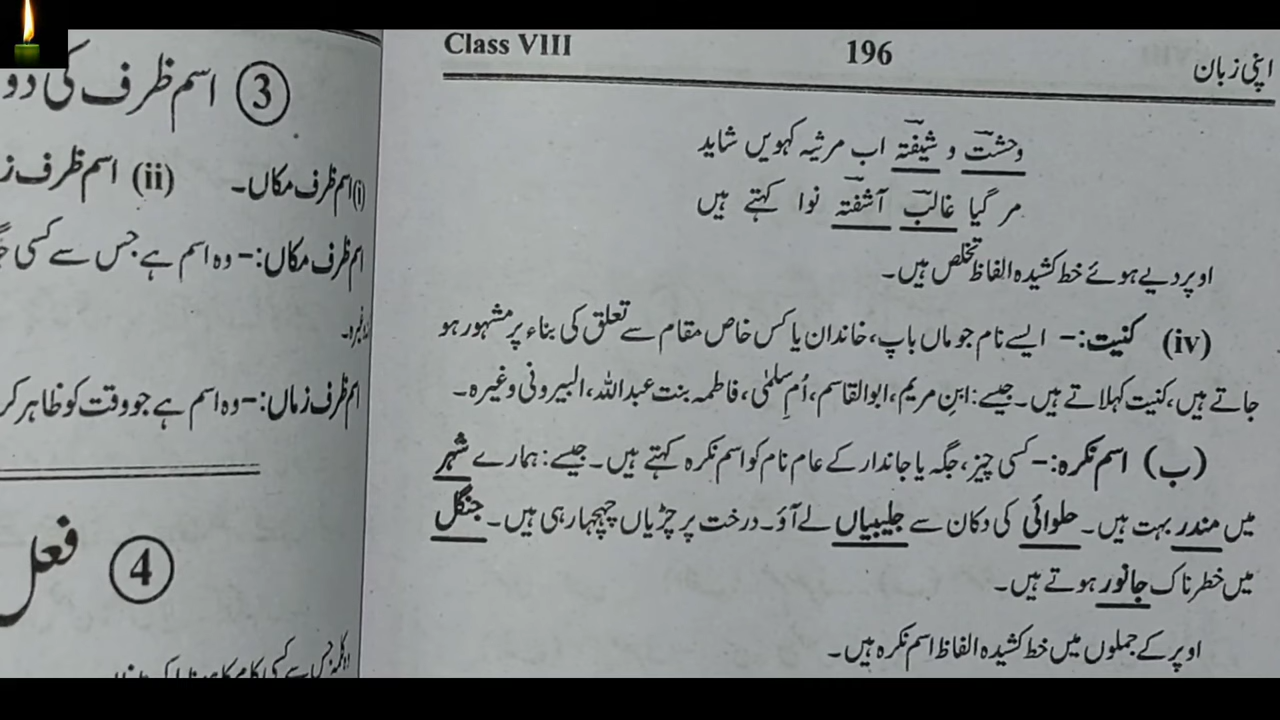 Class VIII 196 اپنی زبان
وحشت و شیفتہ اب مرثیہ کہویں شاید
مر گیا غالب آشفتہ نوا کہتے ہیں
اوپر دیے ہوئے خط کشیدہ الفاظ تخلص ہیں۔
(iv) کنیت:- ایسے نام جو ماں باپ، خاندان یا کس خاص مقام سے تعلق کی بناء پر مشہور ہو
جاتے ہیں، کنیت کہلاتے ہیں۔ جیسے: ابنِ مریم، ابوالقاسم، اُمِ سلمٰی، فاطمہ بنت عبداللہ، البیرونی وغیرہ۔
(ب) اسم نکرہ:- کسی چیز، جگہ یا جاندار کے عام نام کو اسم نکرہ کہتے ہیں۔ جیسے: ہمارے شہر
میں مندر بہت ہیں۔ حلوائی کی دکان سے جلیبیاں لے آؤ۔ درخت پر چڑیاں چہچہا رہی ہیں۔ جنگل
میں خطرناک جانور ہوتے ہیں۔
اوپر کے جملوں میں خط کشیدہ الفاظ اسم نکرہ ہیں۔
③ اسم ظرف کی دو
(i) اسم ظرف مکاں۔ (ii) اسم ظرف
اسم ظرف مکاں:- وہ اسم ہے جس سے کسی
اسم ظرف زماں:- وہ اسم ہے جو وقت کو ظاہر کر
④ فعل